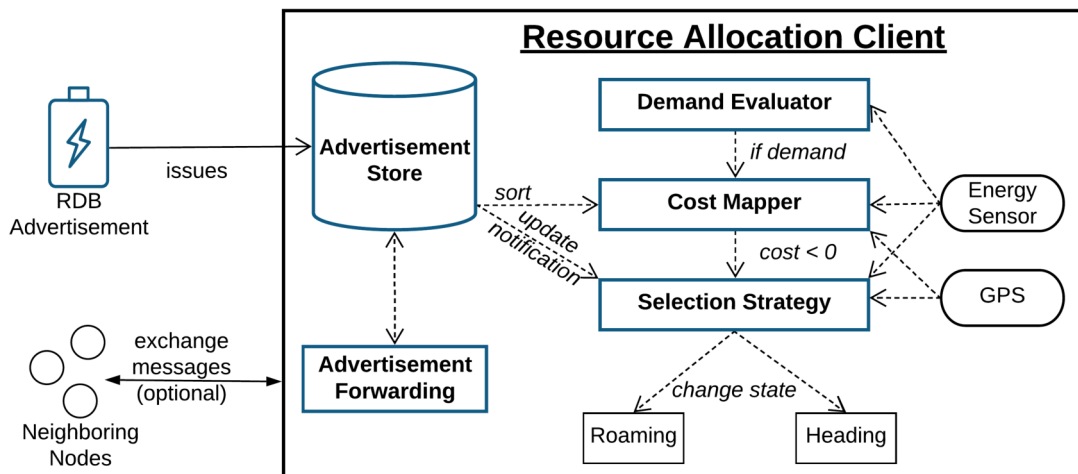 Resource Allocation Client
RDB
Advertisement
issues
Advertisement
Store
Demand Evaluator
if demand
sort
Cost Mapper
update
notification
cost < 0
Selection Strategy
Energy
Sensor
GPS
exchange
messages
(optional)
Neighboring
Nodes
Advertisement
Forwarding
change state
Roaming
Heading